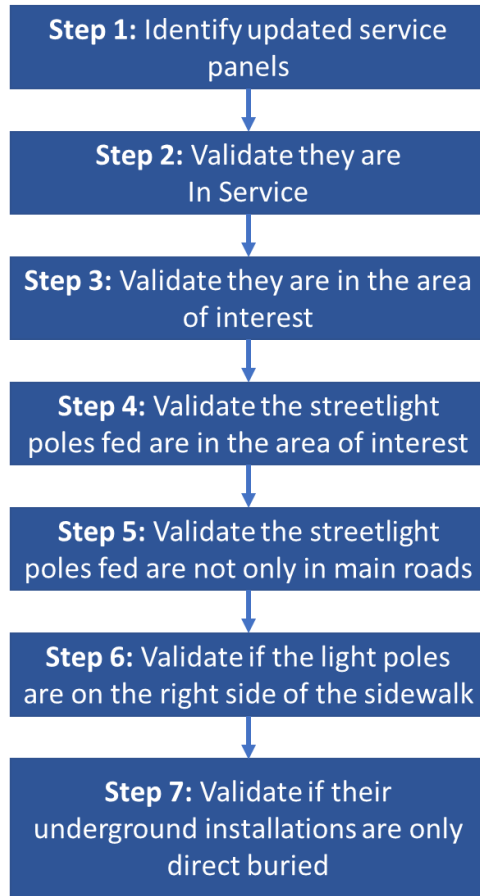 Step 1: Identify updated service
panels
Step 2: Validate they are
In Service
Step 3: Validate they are in the area
of interest
Step 4: Validate the streetlight
poles fed are in the area of interest
Step 5: Validate the streetlight
poles fed are not only in main roads
Step 6: Validate if the light poles
are on the right side of the sidewalk
Step 7: Validate if their
underground installations are only
direct buried